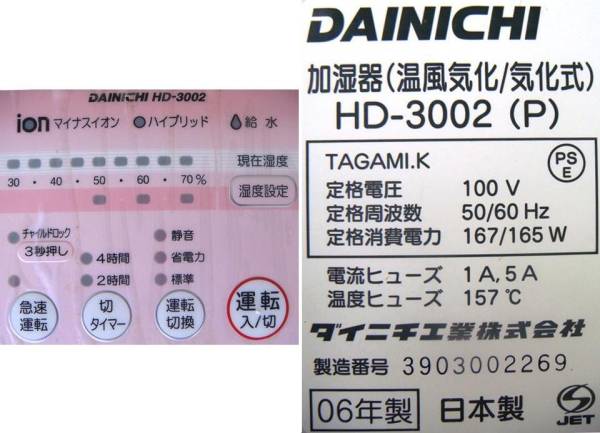 DAINICHI HD-3002
ion マイナスイオン ハイブリッド 給水
現在湿度
30・40・50・60・70%
湿度設定
チャイルドロック
3秒押し
静音
4時間
省電力
2時間
標準
急速
運転
切
タイマー
運転
切換
運転
入/切
DAINICHI
加湿器(温風気化/気化式)
HD-3002 (P)
TAGAMI.K
PS
E
定格電圧 100 V
定格周波数 50/60 Hz
定格消費電力 167/165 W
電流ヒューズ 1A, 5A
温度ヒューズ 157℃
ダイニチ工業株式会社
製造番号 3903002269
06年製 日本製
JET